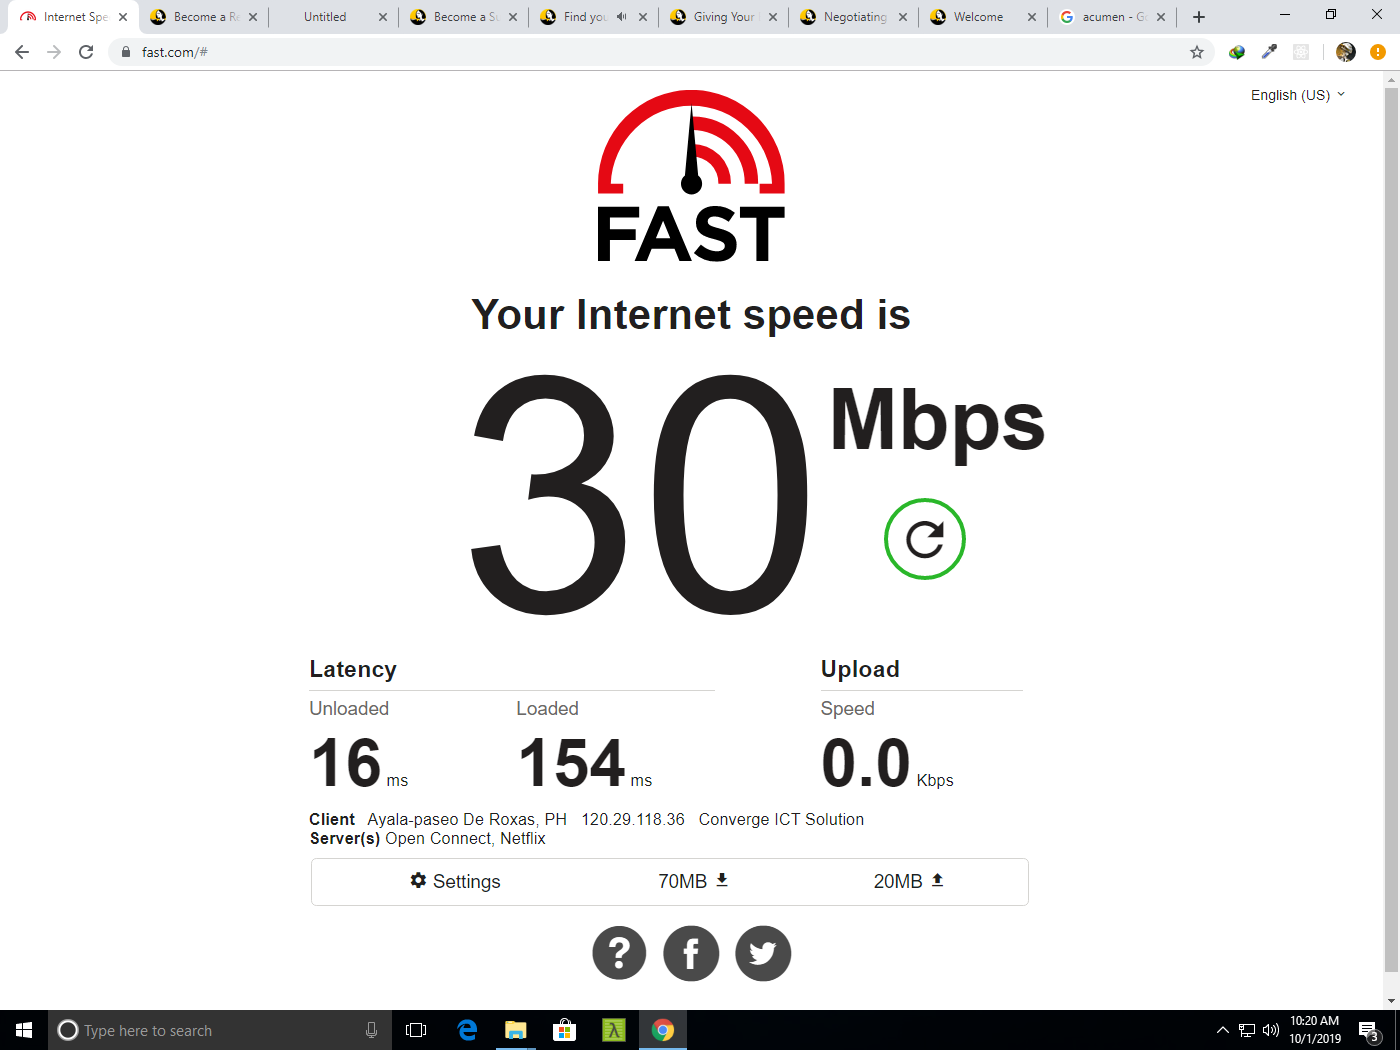 Internet Spe
Become a Re
Untitled
Become a Su
Find you
Giving Your
Negotiating
Welcome
acumen - Go
fast.com/#
English (US)
FAST
Your Internet speed is
30 Mbps
Latency
Upload
Unloaded
Loaded
Speed
16 ms
154 ms
0.0 Kbps
Client Ayala-paseo De Roxas, PH 120.29.118.36 Converge ICT Solution
Server(s) Open Connect, Netflix
Settings
70MB
20MB
?
f
Type here to search
10:20 AM
10/1/2019
3